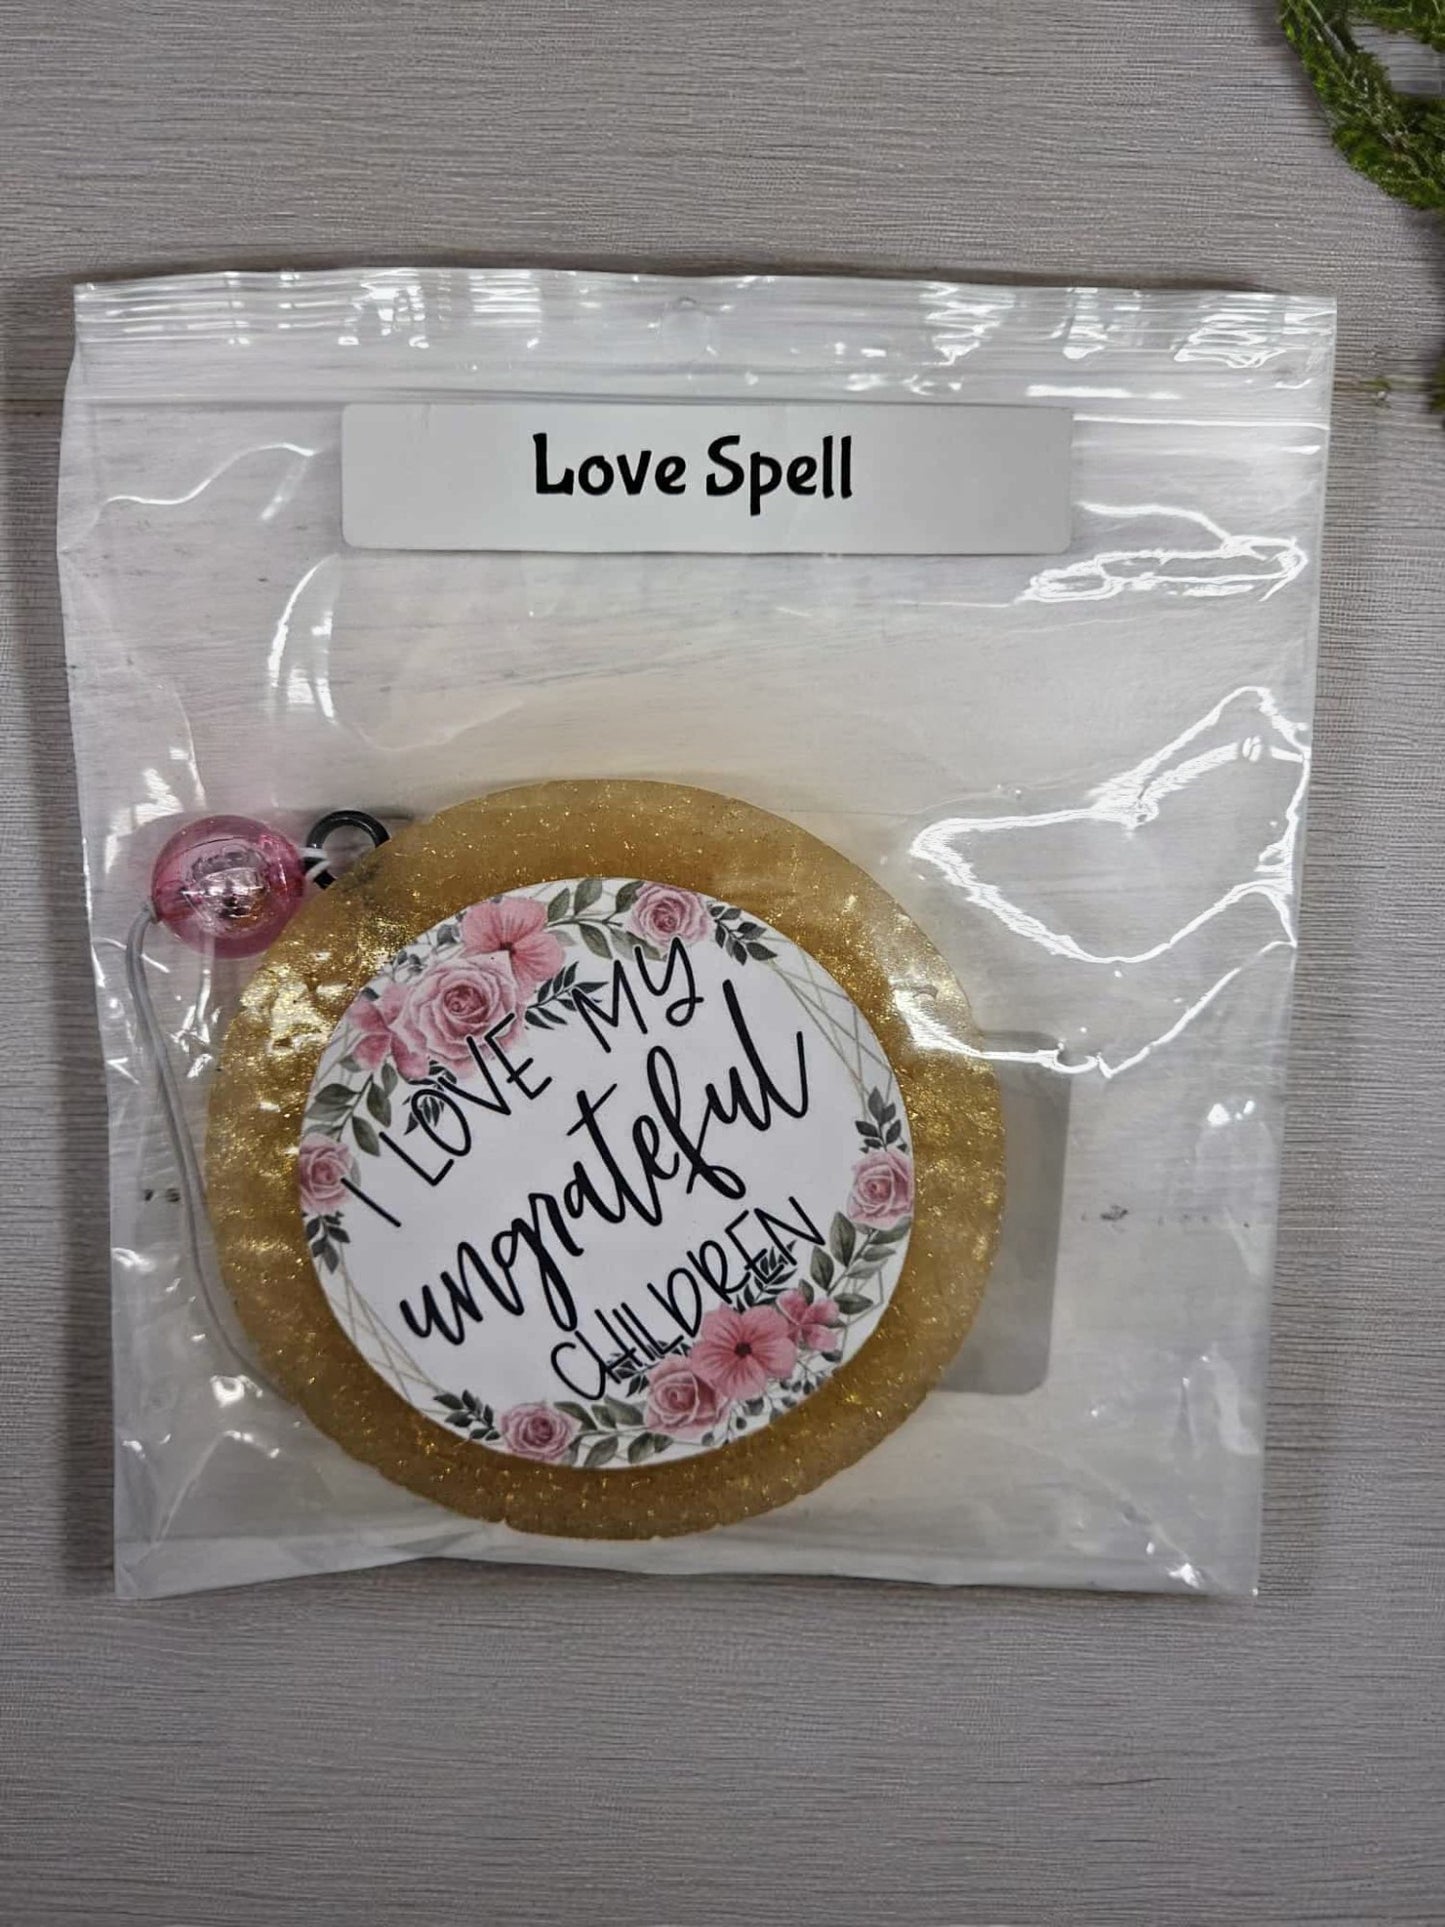 Love Spell
I LOVE MY
ungrateful
CHILDREN